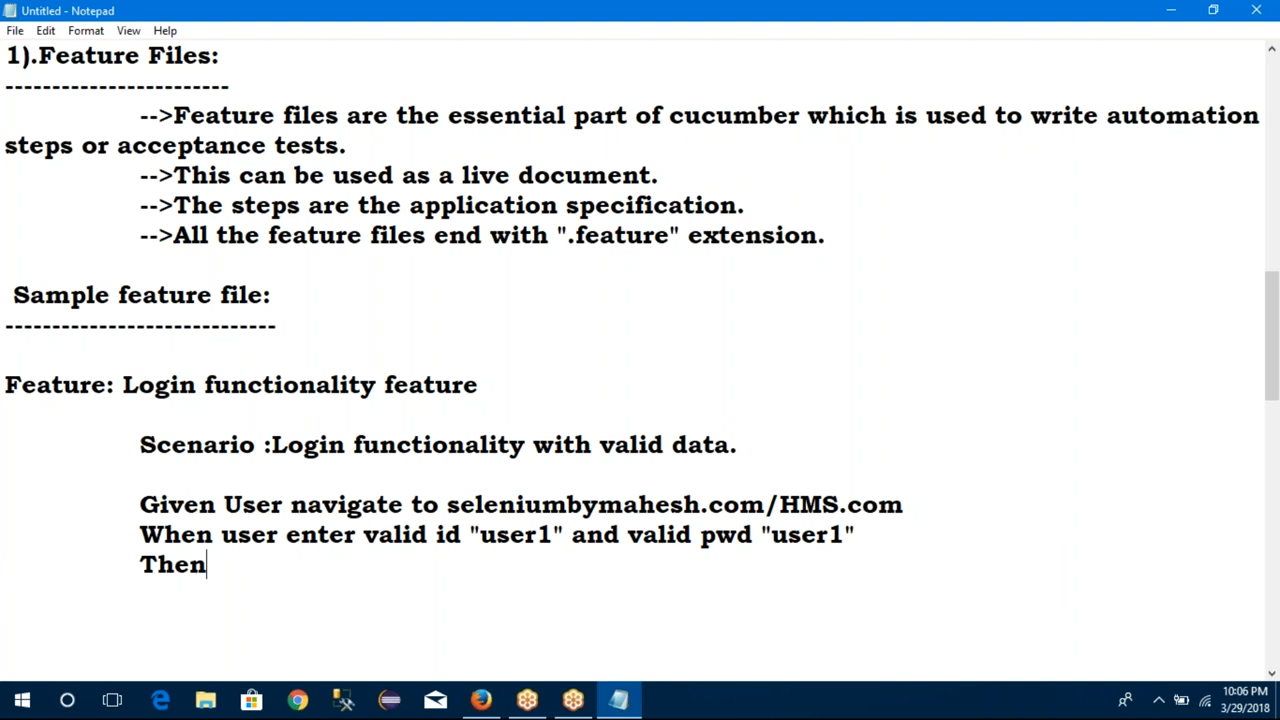 Untitled - Notepad
File Edit Format View Help
1).Feature Files:
------------------------
-->Feature files are the essential part of cucumber which is used to write automation
steps or acceptance tests.
-->This can be used as a live document.
-->The steps are the application specification.
-->All the feature files end with ".feature" extension.
Sample feature file:
-----------------------------
Feature: Login functionality feature
Scenario :Login functionality with valid data.
Given User navigate to seleniumbymahesh.com/HMS.com
When user enter valid id "user1" and valid pwd "user1"
Then
10:06 PM
3/29/2018